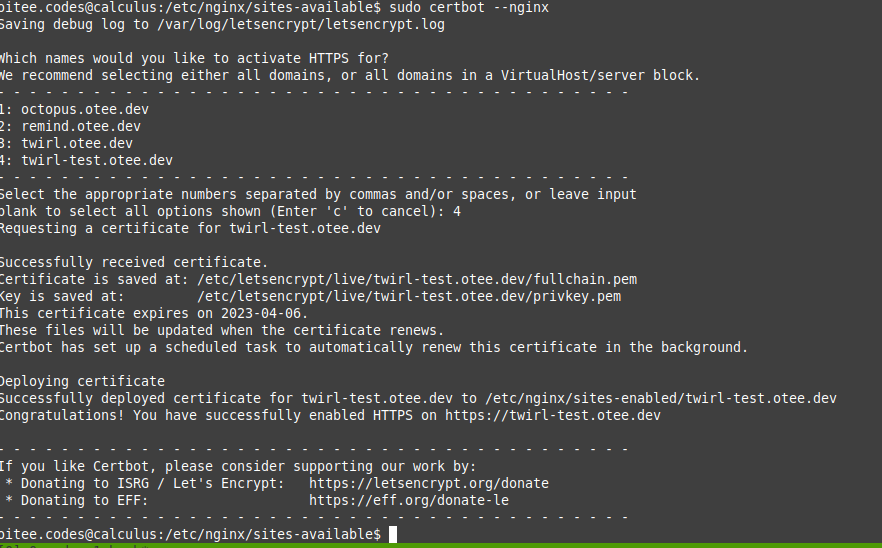 pitee.codes@calculus:/etc/nginx/sites-available$ sudo certbot --nginx
Saving debug log to /var/log/letsencrypt/letsencrypt.log
Which names would you like to activate HTTPS for?
We recommend selecting either all domains, or all domains in a VirtualHost/server block.
- - - - - - - - - - - - - - - - - - - - - - - - - - - - - - - - - - - - - - - -
1: octopus.otee.dev
2: remind.otee.dev
3: twirl.otee.dev
4: twirl-test.otee.dev
- - - - - - - - - - - - - - - - - - - - - - - - - - - - - - - - - - - - - - - -
Select the appropriate numbers separated by commas and/or spaces, or leave input
blank to select all options shown (Enter 'c' to cancel): 4
Requesting a certificate for twirl-test.otee.dev
Successfully received certificate.
Certificate is saved at: /etc/letsencrypt/live/twirl-test.otee.dev/fullchain.pem
Key is saved at:         /etc/letsencrypt/live/twirl-test.otee.dev/privkey.pem
This certificate expires on 2023-04-06.
These files will be updated when the certificate renews.
Certbot has set up a scheduled task to automatically renew this certificate in the background.
Deploying certificate
Successfully deployed certificate for twirl-test.otee.dev to /etc/nginx/sites-enabled/twirl-test.otee.dev
Congratulations! You have successfully enabled HTTPS on https://twirl-test.otee.dev
- - - - - - - - - - - - - - - - - - - - - - - - - - - - - - - - - - - - - - - -
If you like Certbot, please consider supporting our work by:
 * Donating to ISRG / Let's Encrypt:   https://letsencrypt.org/donate
 * Donating to EFF:                    https://eff.org/donate-le
- - - - - - - - - - - - - - - - - - - - - - - - - - - - - - - - - - - - - - - -
pitee.codes@calculus:/etc/nginx/sites-available$